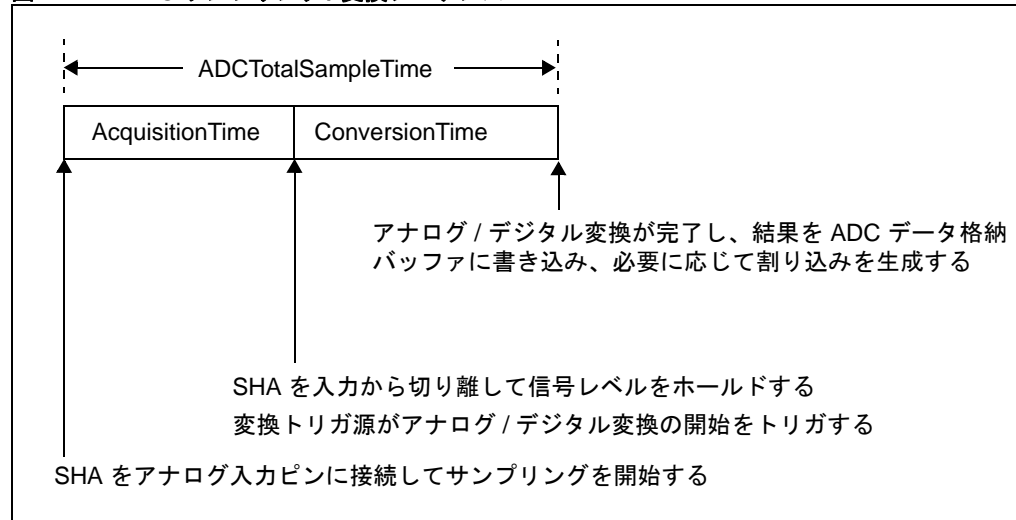 ADCTotalSampleTime
AcquisitionTime
ConversionTime
アナログ / デジタル変換が完了し、結果を ADC データ格納
バッファに書き込み、必要に応じて割り込みを生成する
SHA を入力から切り離して信号レベルをホールドする
変換トリガ源がアナログ / デジタル変換の開始をトリガする
SHA をアナログ入力ピンに接続してサンプリングを開始する